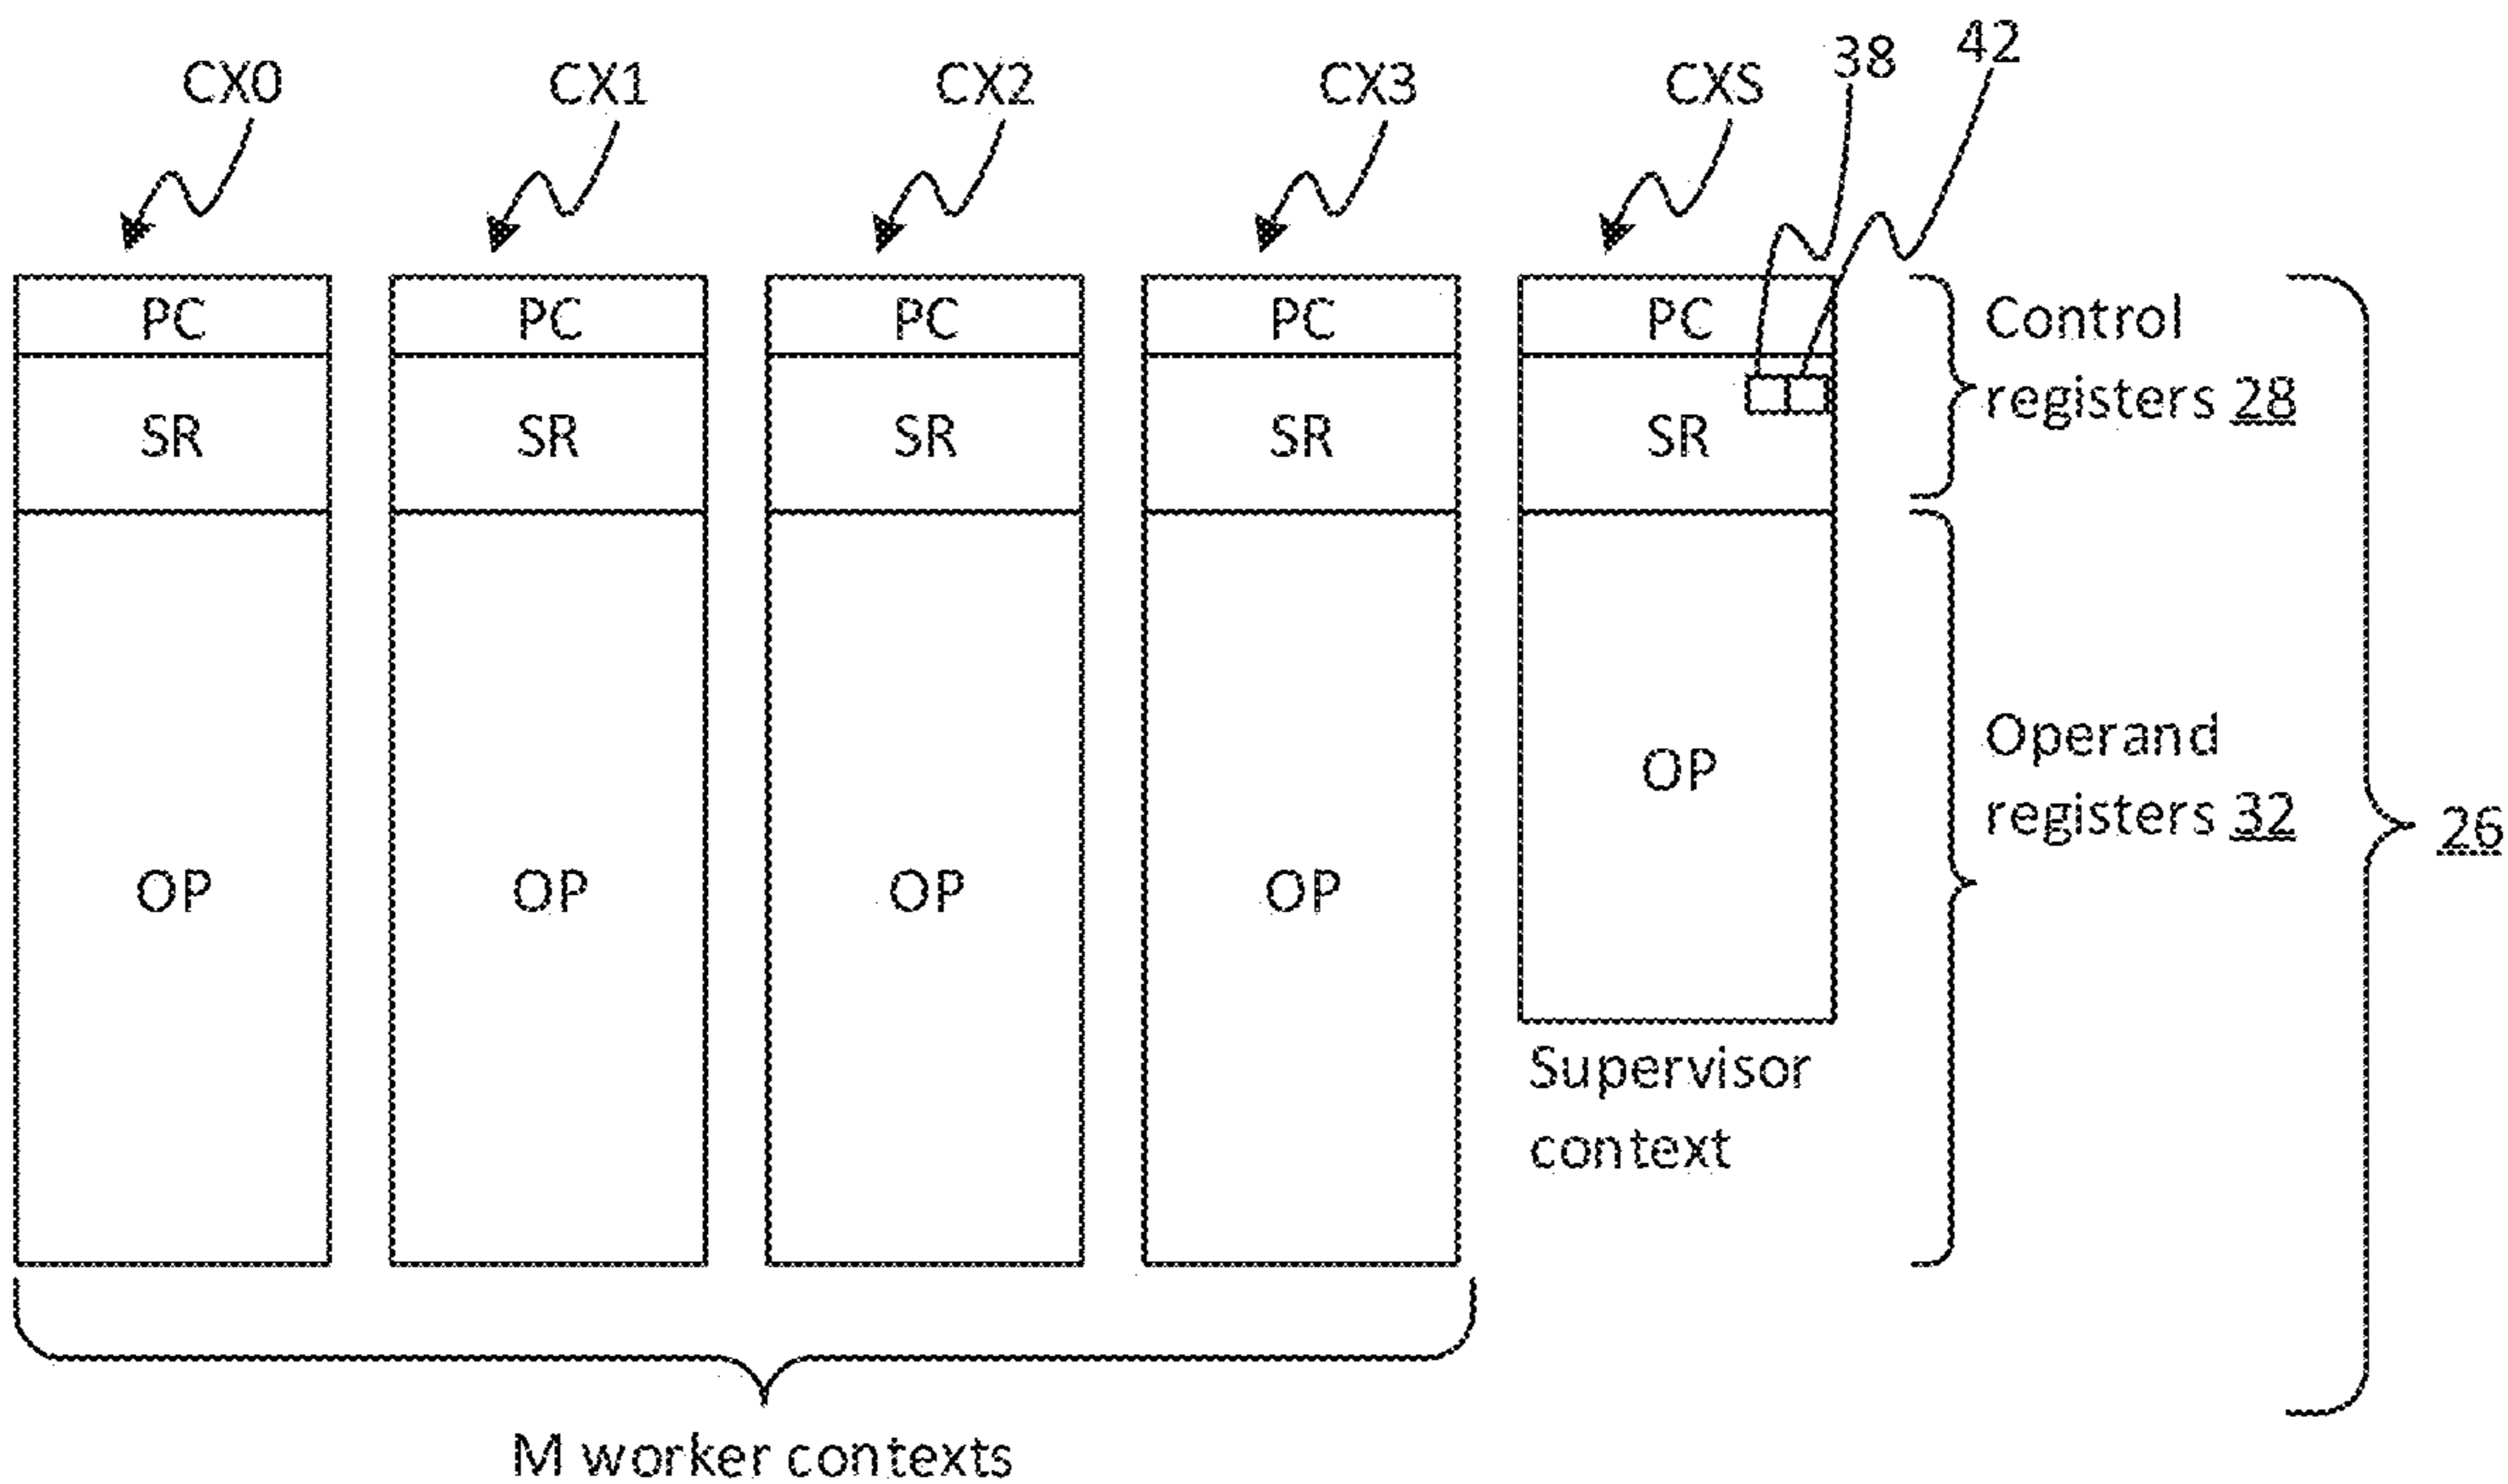 CX0
CX1
CX2
CX3
CXS
38
42
PC
PC
PC
PC
PC
Control
registers 28
SR
SR
SR
SR
SR
OP
OP
OP
OP
OP
Operand
registers 32
26
Supervisor
context
M worker contexts